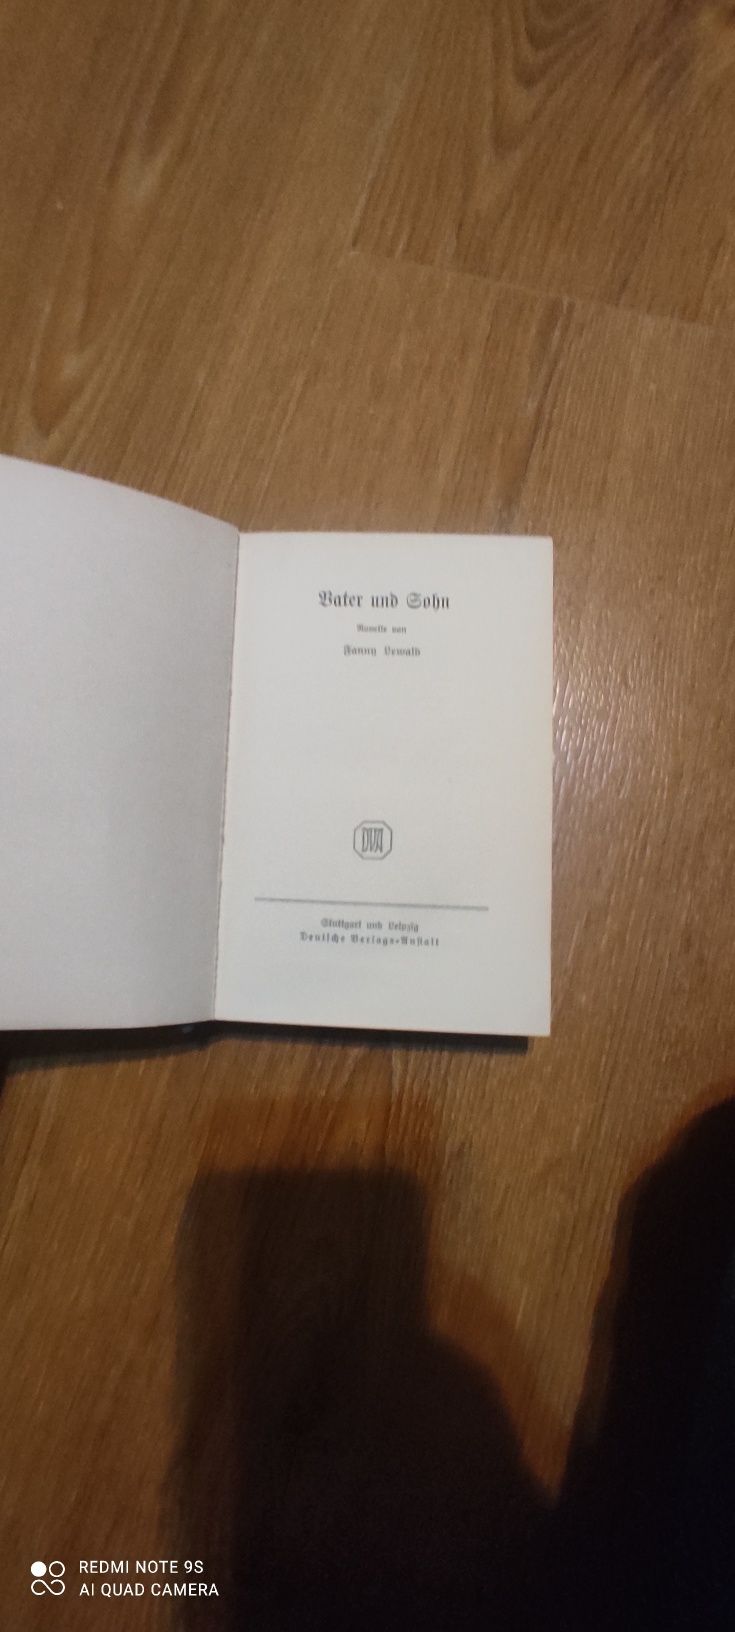 Vater und Sohn
Novelle von
Fanny Lewald
DVA
Stuttgart und Leipzig
Deutsche Verlags-Anstalt
REDMI NOTE 9S
AI QUAD CAMERA